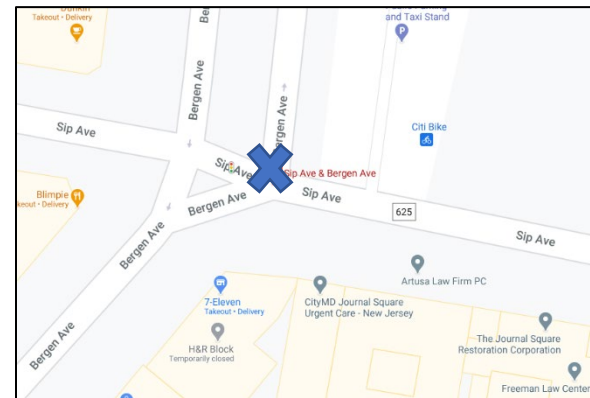 Takeout • Delivery
and Taxi Stand
P
Bergen Ave
Bergen Ave
Sip Ave
Citi Bike
Sip Ave
Sip Ave & Bergen Ave
Blimpie
Delivery
Bergen Ave
Sip Ave
625
Sip Ave
Bergen Ave
Artusa Law Firm PC
7-Eleven
Takeout • Delivery
CityMD Journal Square
Urgent Care - New Jersey
H&R Block
Temporarily closed
The Journal Square
Restoration Corporation
Bergen Ave
Freeman Law Center